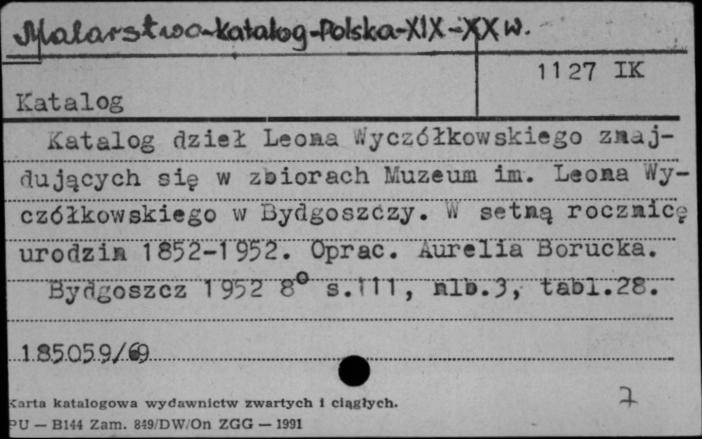 Malarstwo-katalog-Polska-XIX-XX w.
1127 IK
Katalog
Katalog dzieł Leona Wyczółkowskiego znaj-
dujących się w zbiorach Muzeum im. Leona Wy-
czółkowskiego w Bydgoszczy. W setną rocznicę
urodzin 1852-1952. Oprac. Aurelia Borucka.
Bydgoszcz 1952 8° s.111, nlb.3, tabl.28.
185059/69
Karta katalogowa wydawnictw zwartych i ciągłych.
PU — B144 Zam. 849/DW/On ZGG — 1991
7